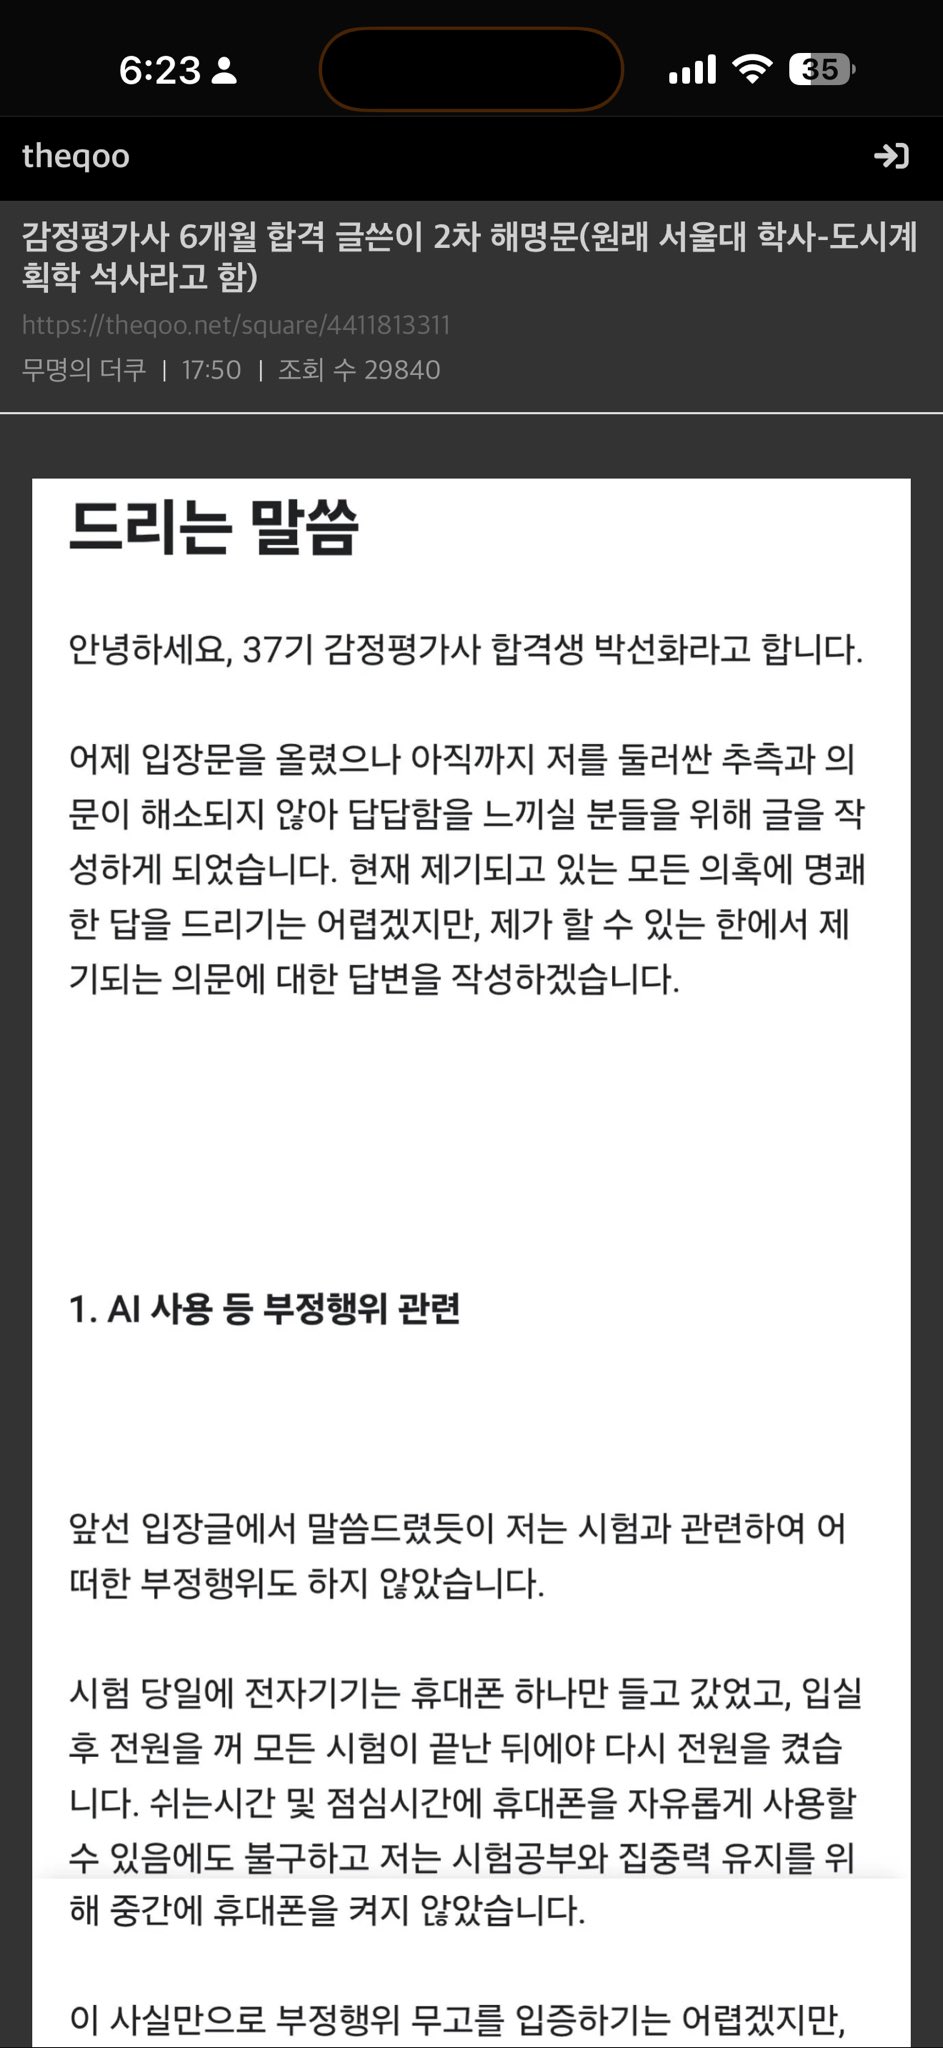 6:23
35
theqoo
감정평가사 6개월 합격 글쓴이 2차 해명문(원래 서울대 학사-도시계
획학 석사라고 함)
https://theqoo.net/square/4411813311
무명의 더쿠 | 17:50 | 조회 수 29840
드리는 말씀
안녕하세요, 37기 감정평가사 합격생 박선화라고 합니다.
어제 입장문을 올렸으나 아직까지 저를 둘러싼 추측과 의
문이 해소되지 않아 답답함을 느끼실 분들을 위해 글을 작
성하게 되었습니다. 현재 제기되고 있는 모든 의혹에 명쾌
한 답을 드리기는 어렵겠지만, 제가 할 수 있는 한에서 제
기되는 의문에 대한 답변을 작성하겠습니다.
1. AI 사용 등 부정행위 관련
앞선 입장글에서 말씀드렸듯이 저는 시험과 관련하여 어
떠한 부정행위도 하지 않았습니다.
시험 당일에 전자기기는 휴대폰 하나만 들고 갔었고, 입실
후 전원을 꺼 모든 시험이 끝난 뒤에야 다시 전원을 켰습
니다. 쉬는시간 및 점심시간에 휴대폰을 자유롭게 사용할
수 있음에도 불구하고 저는 시험공부와 집중력 유지를 위
해 중간에 휴대폰을 켜지 않았습니다.
이 사실만으로 부정행위 무고를 입증하기는 어렵겠지만,